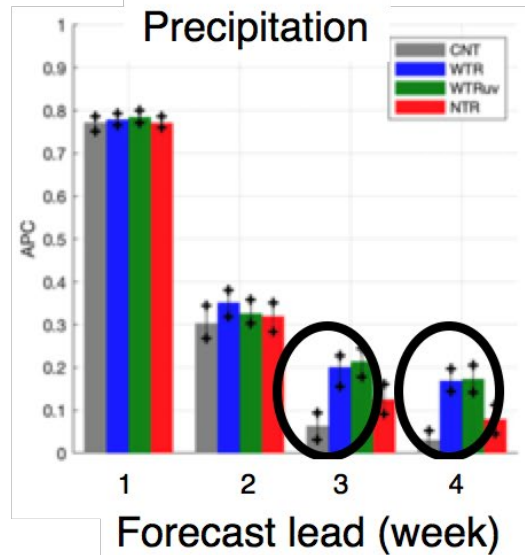 Precipitation
CNT
WTR
WTRuv
NTR
1
0.9
0.8
0.7
0.6
0.5
0.4
0.3
0.2
0.1
0
APC
1 2 3 4
Forecast lead (week)